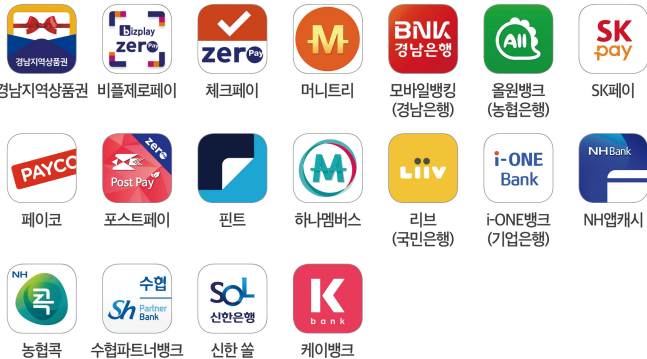 경남지역상품권
bizplay
zero Pay
zero Pay
M
BNK
경남은행
All
SK
pay
경남지역상품권 비플제로페이 체크페이 머니트리 모바일뱅킹 올원뱅크 SK페이
(경남은행) (농협은행)
PAYCO
zero
Post Pay
M
Liiv
i-ONE
Bank
NHBank
페이코 포스트페이 핀트 하나멤버스 리브 i-ONE뱅크 NH앱캐시
(국민은행) (기업은행)
NH
콕
수협
Sh Partner
Bank
SOL
신한은행
K
bank
농협콕 수협파트너뱅크 신한 쏠 케이뱅크